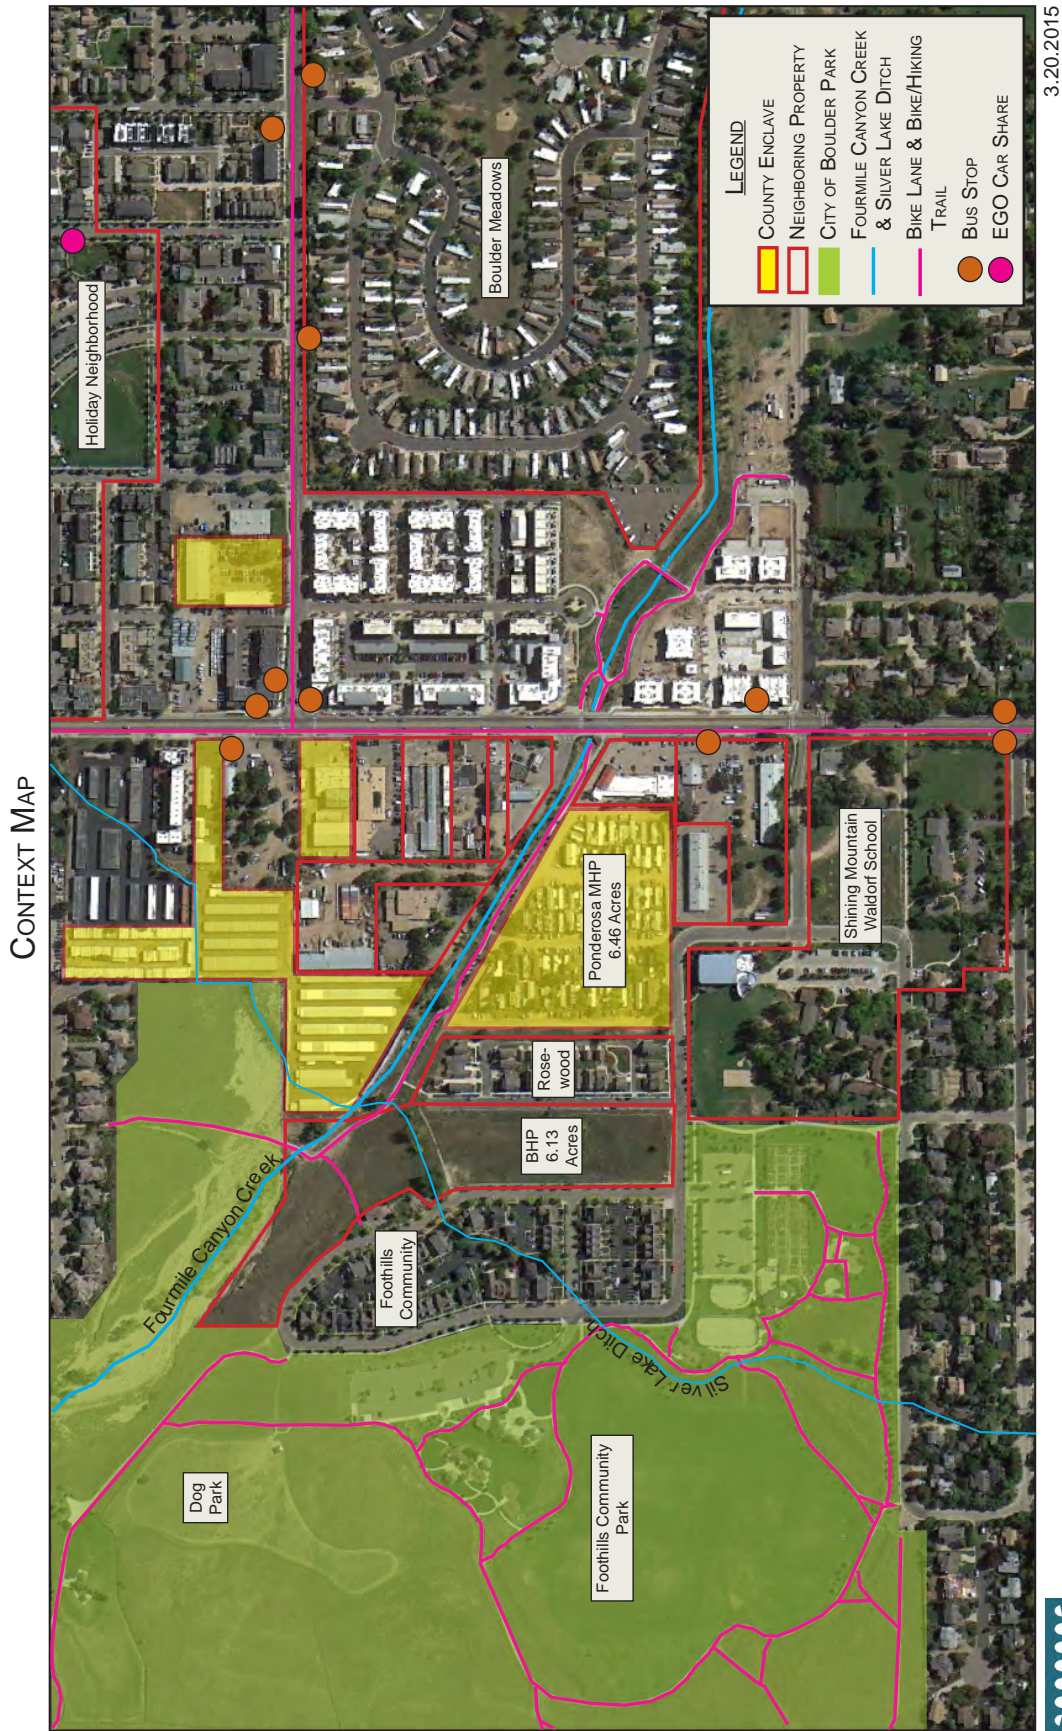 CONTEXT MAP
Holiday Neighborhood
Boulder Meadows
LEGEND
COUNTY ENCLAVE
NEIGHBORING PROPERTY
CITY OF BOULDER PARK
FOURMILE CANYON CREEK
& SILVER LAKE DITCH
BIKE LANE & BIKE/HIKING
TRAIL
BUS STOP
EGO CAR SHARE
Ponderosa MHP
6.46 Acres
Shining Mountain
Waldorf School
Rose-
wood
BHP
6.13
Acres
Fourmile Canyon Creek
Foothills
Community
Silver Lake Ditch
Dog
Park
Foothills Community
Park
3.20.2015